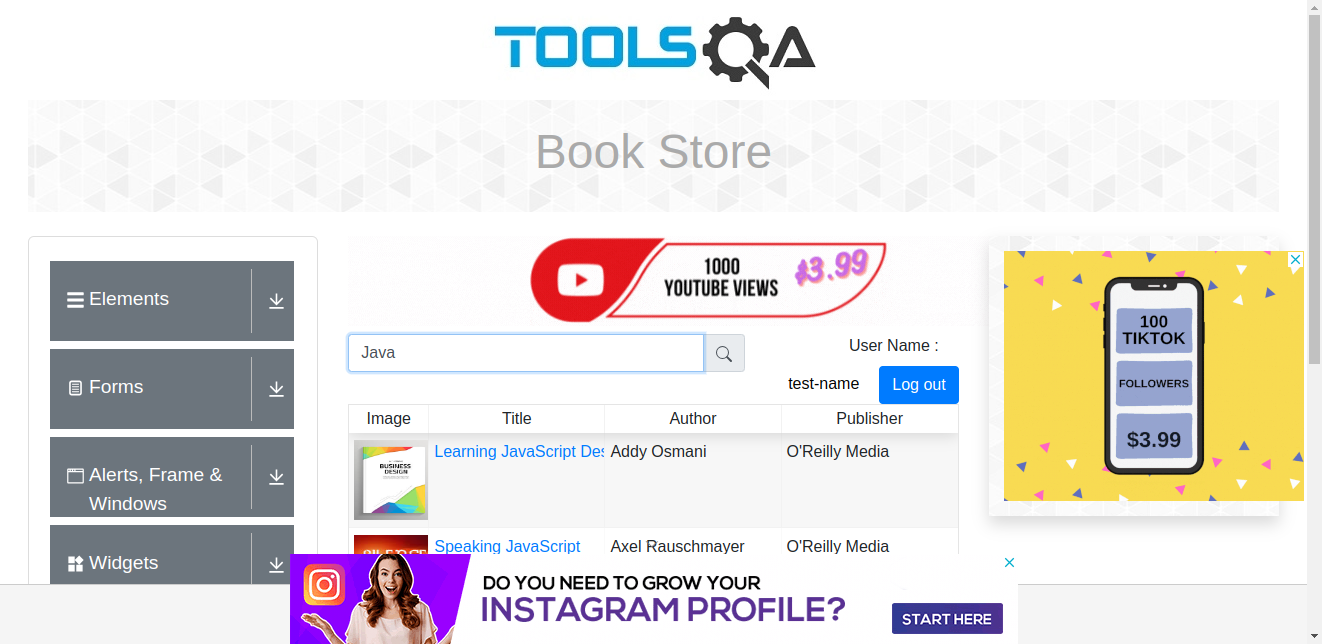 TOOLSQA
Book Store
Elements
Forms
Alerts, Frame &
Windows
Widgets
1000
YOUTUBE VIEWS
$3.99
Java
User Name :
test-name
Log out
Image Title Author Publisher
BUSINESS
DESIGN
Learning JavaScript Des Addy Osmani O'Reilly Media
Speaking JavaScript Axel Rauschmayer O'Reilly Media
100
TIKTOK
FOLLOWERS
$3.99
DO YOU NEED TO GROW YOUR
INSTAGRAM PROFILE?
START HERE